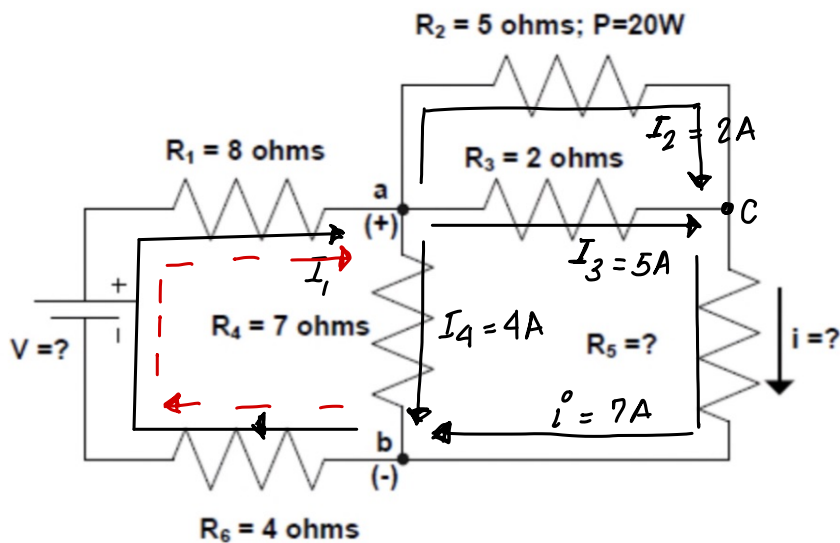 R2 = 5 ohms; P=20W
I2 = 2A
R1 = 8 ohms
R3 = 2 ohms
a
(+)
C
I1
I3 = 5A
+
R4 = 7 ohms
I4 = 4A
V =?
R5 =?
i =?
i = 7A
b
(-)
R6 = 4 ohms